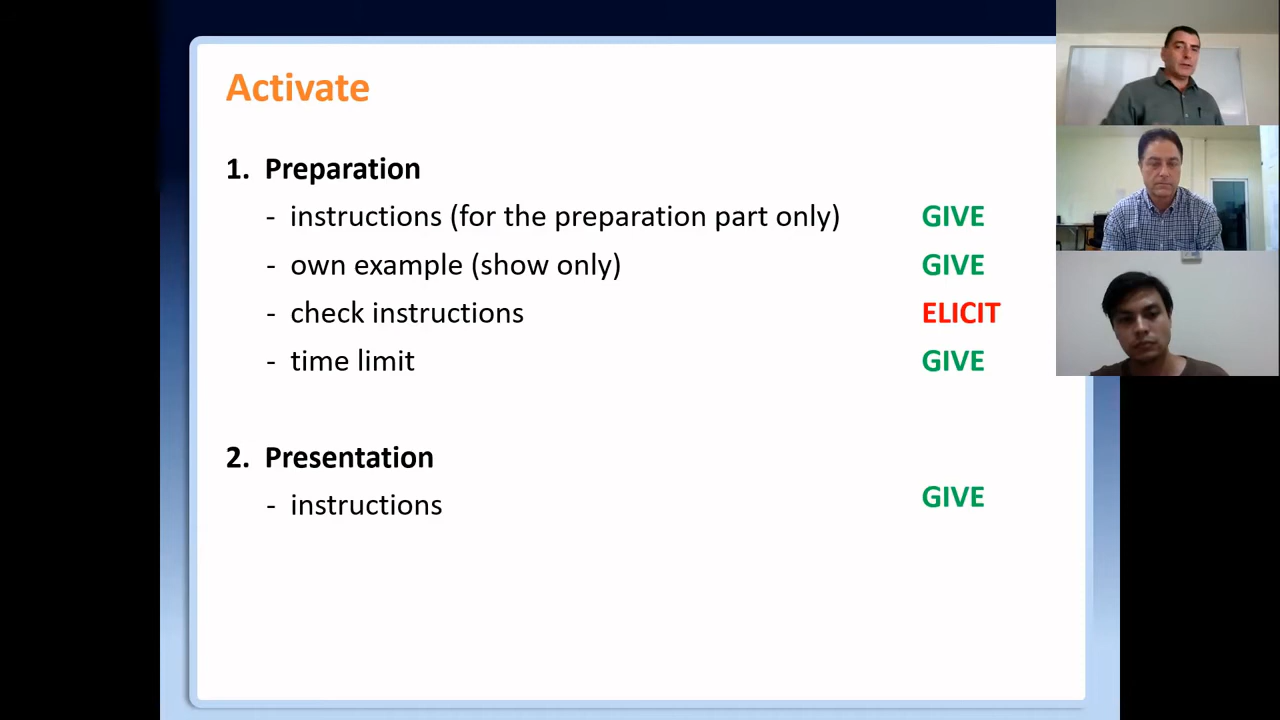 Activate
1. Preparation
- instructions (for the preparation part only) GIVE
- own example (show only) GIVE
- check instructions ELICIT
- time limit GIVE
2. Presentation
- instructions GIVE